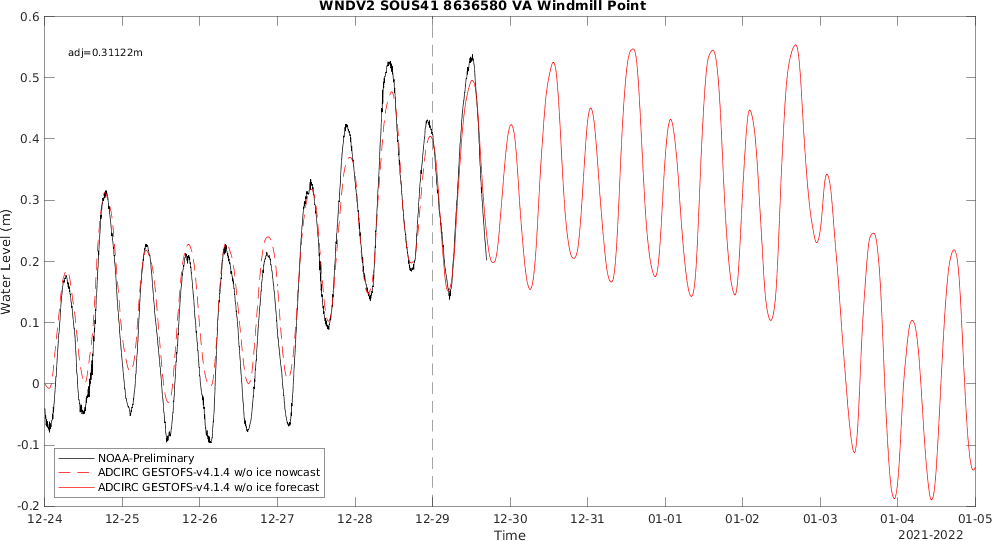 WNDV2 SOUS41 8636580 VA Windmill Point
adj=0.31122m
Water Level (m)
0.6
0.5
0.4
0.3
0.2
0.1
0
-0.1
-0.2
NOAA-Preliminary
ADCIRC GESTOFS-v4.1.4 w/o ice nowcast
ADCIRC GESTOFS-v4.1.4 w/o ice forecast
12-24 12-25 12-26 12-27 12-28 12-29 12-30 12-31 01-01 01-02 01-03 01-04 01-05
Time
2021-2022